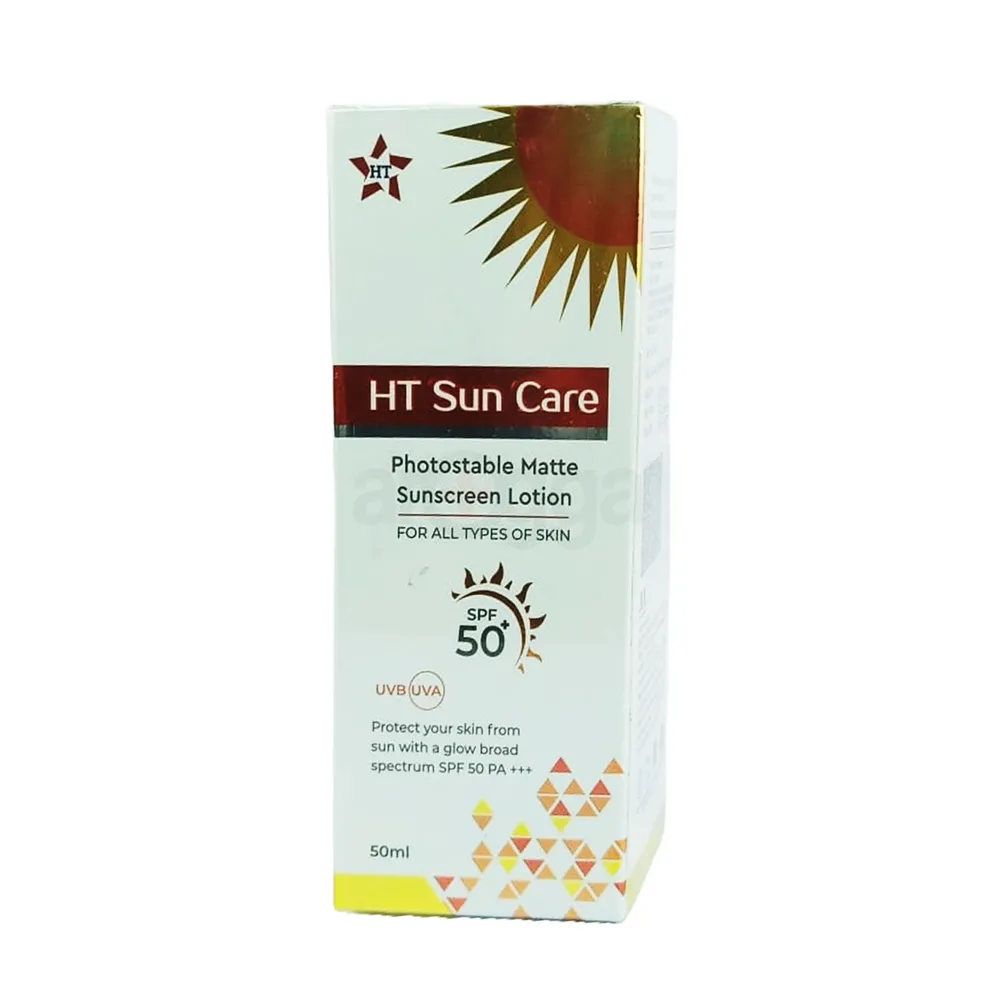 HT
HT Sun Care
Photostable Matte
Sunscreen Lotion
FOR ALL TYPES OF SKIN
SPF
50+
UVB UVA
Protect your skin from
sun with a glow broad
spectrum SPF 50 PA +++
50ml